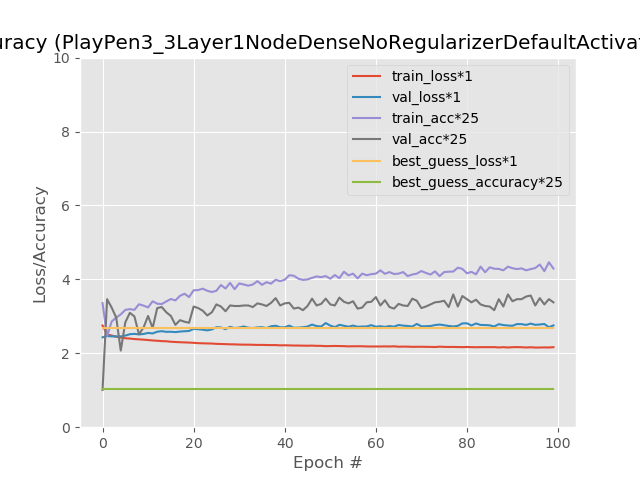 uracy (PlayPen3_3Layer1NodeDenseNoRegularizerDefaultActivat
10
8
6
4
2
0
Loss/Accuracy
train_loss*1
val_loss*1
train_acc*25
val_acc*25
best_guess_loss*1
best_guess_accuracy*25
0 20 40 60 80 100
Epoch #